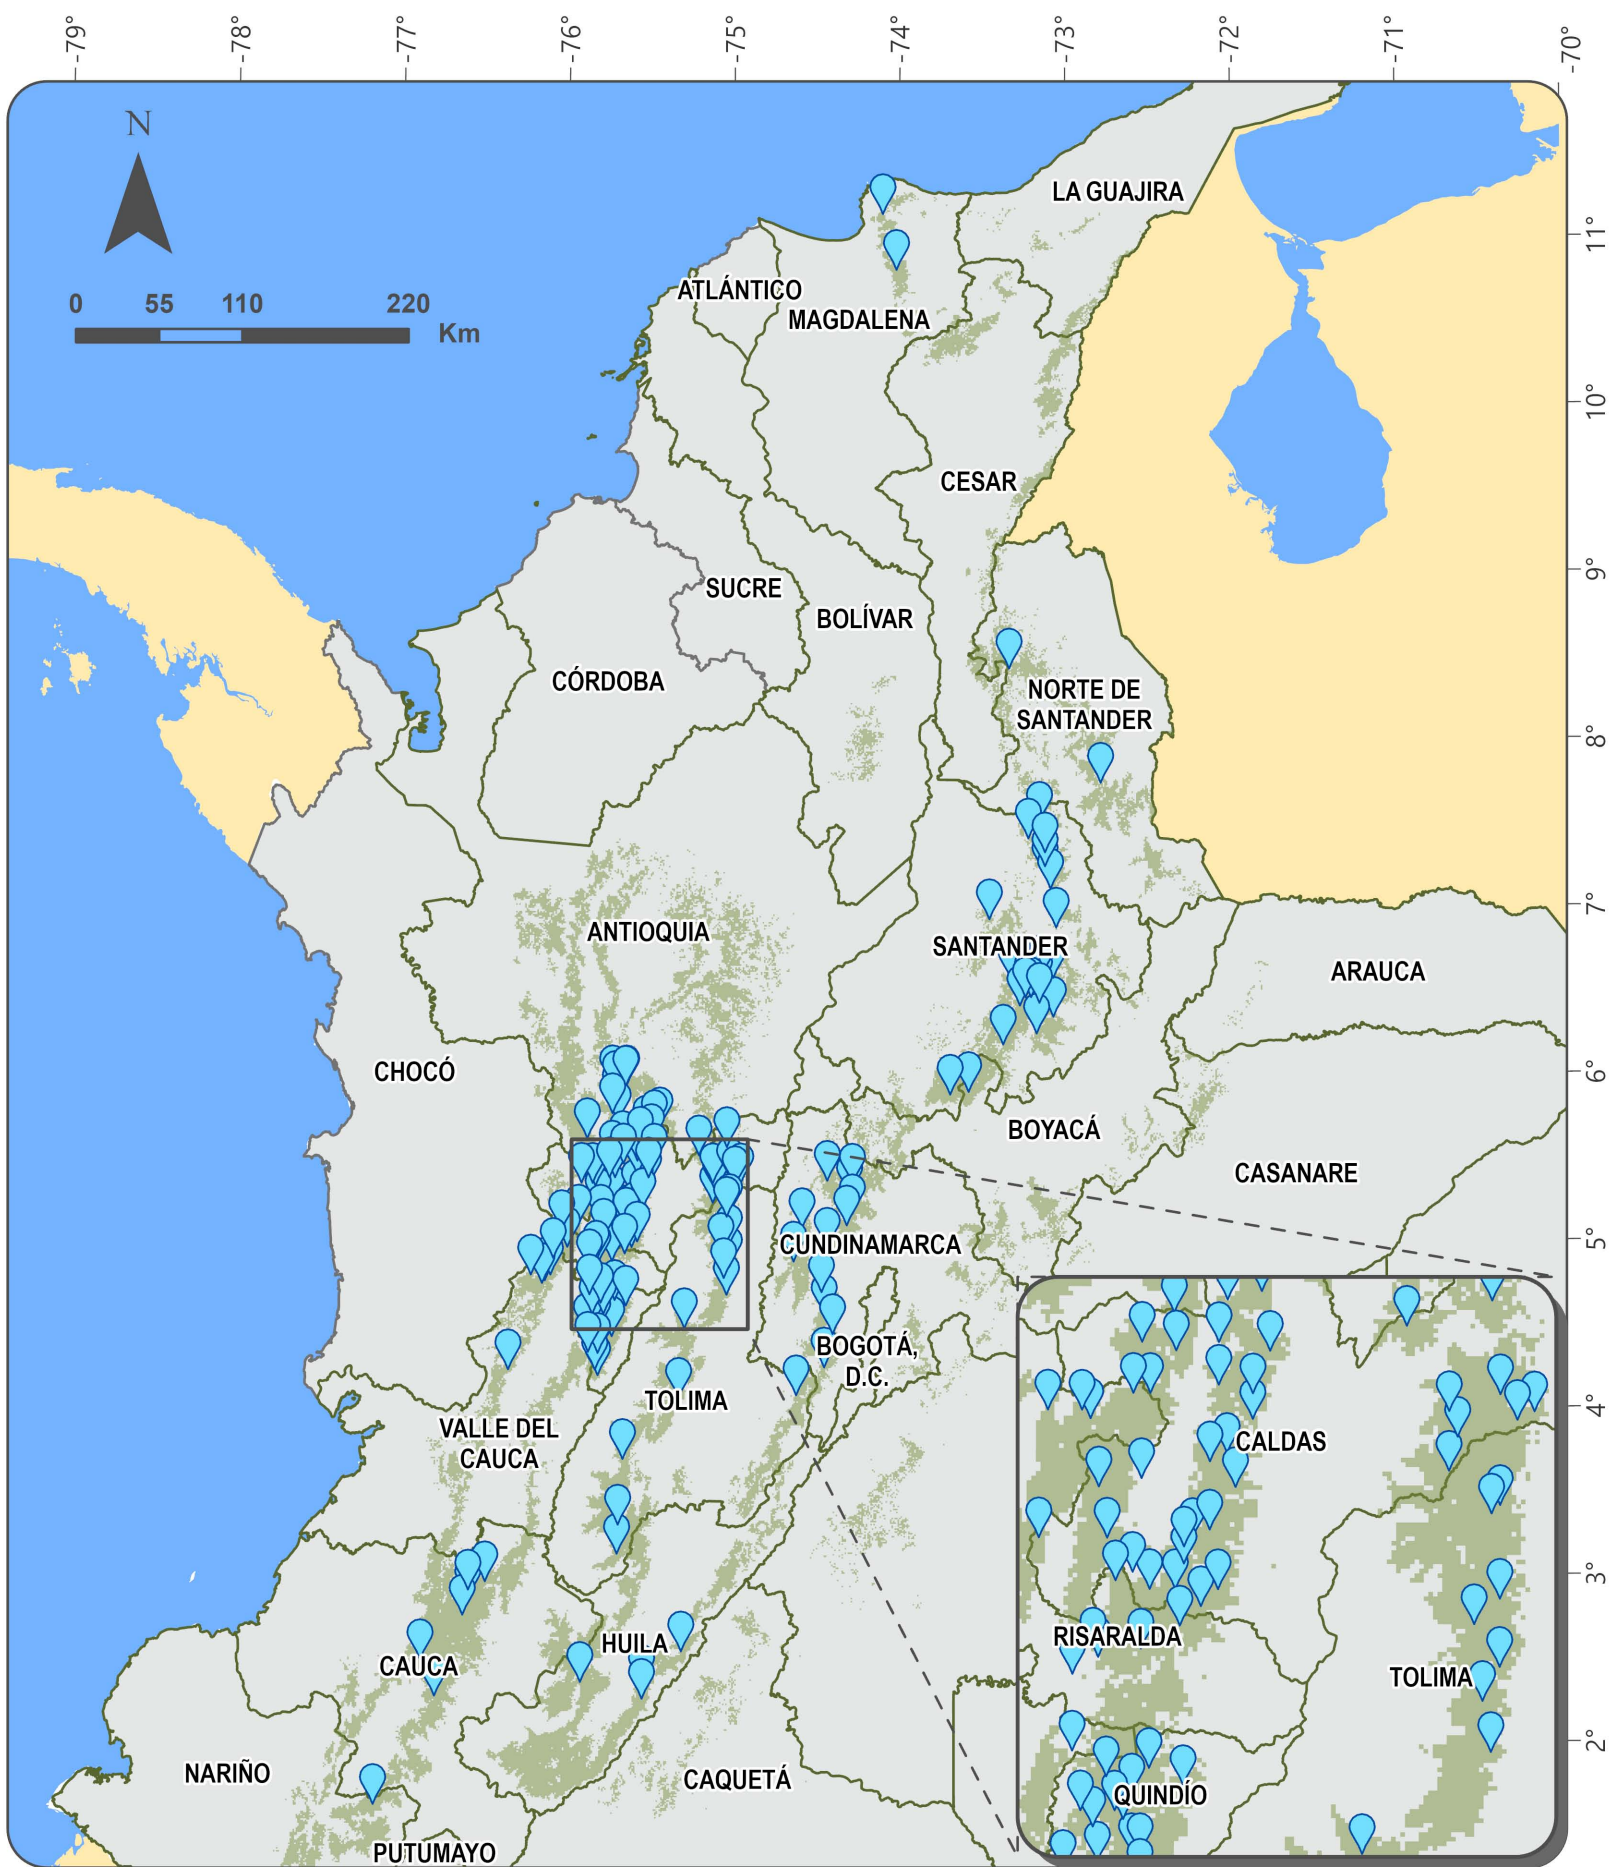 -79°
-78°
-77°
-76°
-75°
-74°
-73°
-72°
-71°
-70°
N
0 55 110 220
Km
LA GUAJIRA
11°
ATLÁNTICO
MAGDALENA
10°
CESAR
9°
SUCRE
BOLÍVAR
CÓRDOBA
NORTE DE
SANTANDER
8°
7°
ANTIOQUIA
SANTANDER
ARAUCA
CHOCÓ
6°
BOYACÁ
CASANARE
5°
CUNDINAMARCA
BOGOTÁ,
D.C.
TOLIMA
4°
VALLE DEL
CAUCA
CALDAS
3°
RISARALDA
HUILA
CAUCA
TOLIMA
2°
NARIÑO
CAQUETÁ
QUINDÍO
PUTUMAYO